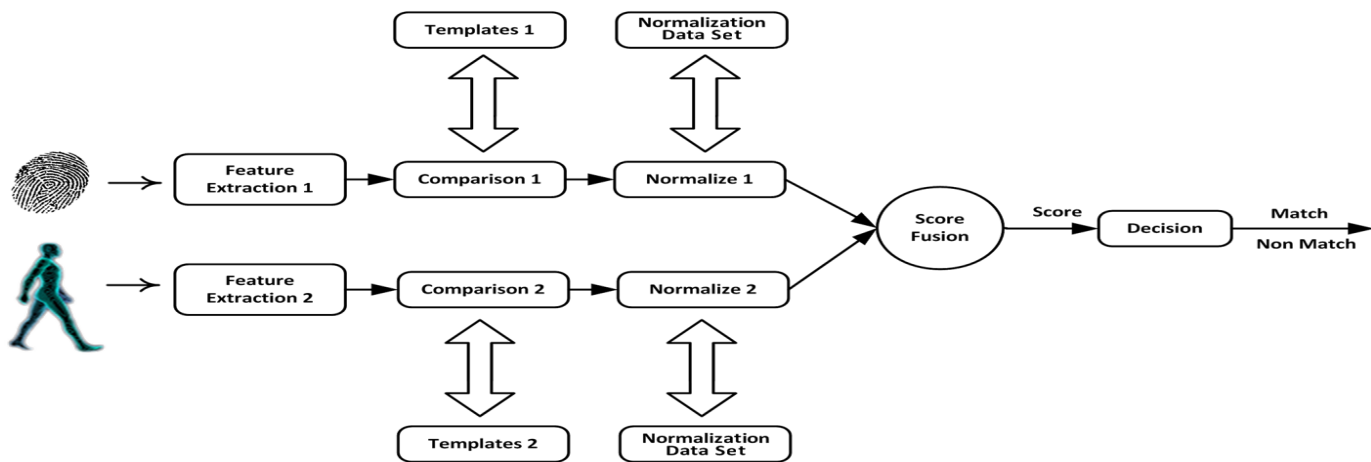 Templates 1
Normalization
Data Set
Feature
Extraction 1
Comparison 1
Normalize 1
Score
Fusion
Score
Decision
Match
Non Match
Feature
Extraction 2
Comparison 2
Normalize 2
Templates 2
Normalization
Data Set